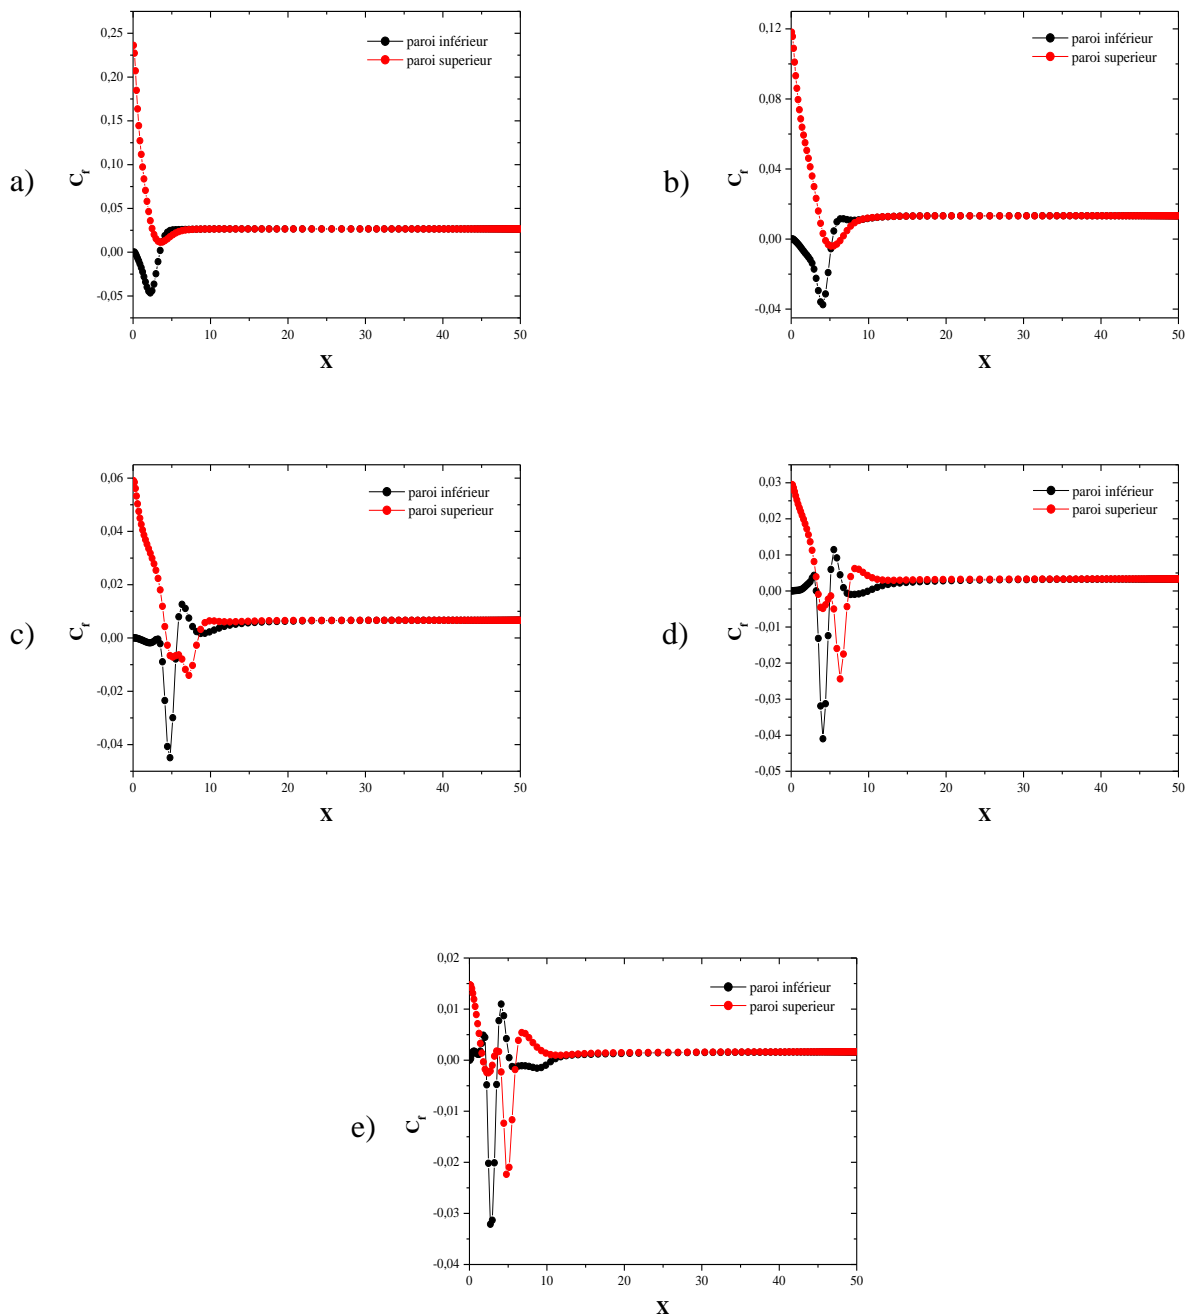 a)
C_f
0,25
0,20
0,15
0,10
0,05
0,00
-0,05
paroi inférieur
paroi superieur
0 10 20 30 40 50
X
b)
C_f
0,12
0,08
0,04
0,00
-0,04
paroi inférieur
paroi superieur
0 10 20 30 40 50
X
c)
C_f
0,06
0,04
0,02
0,00
-0,02
-0,04
paroi inférieur
paroi superieur
0 10 20 30 40 50
X
d)
C_f
0,03
0,02
0,01
0,00
-0,01
-0,02
-0,03
-0,04
-0,05
paroi inférieur
paroi superieur
0 10 20 30 40 50
X
e)
C_f
0,02
0,01
0,00
-0,01
-0,02
-0,03
-0,04
paroi inférieur
paroi superieur
0 10 20 30 40 50
X